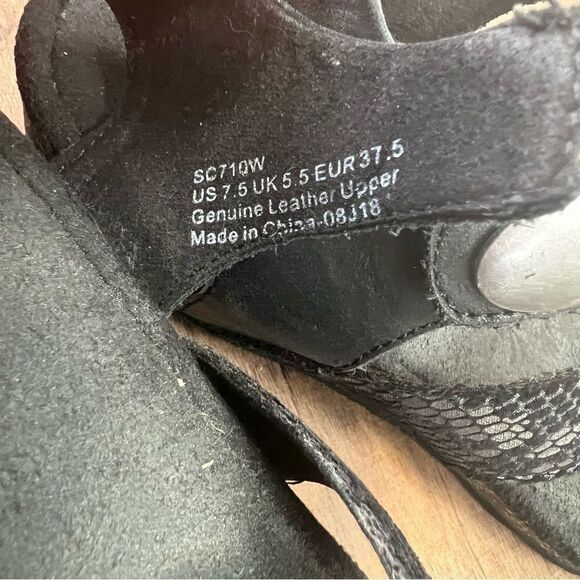 SC710W
US 7.5 UK 5.5 EUR 37.5
Genuine Leather Upper
Made in China-08J18